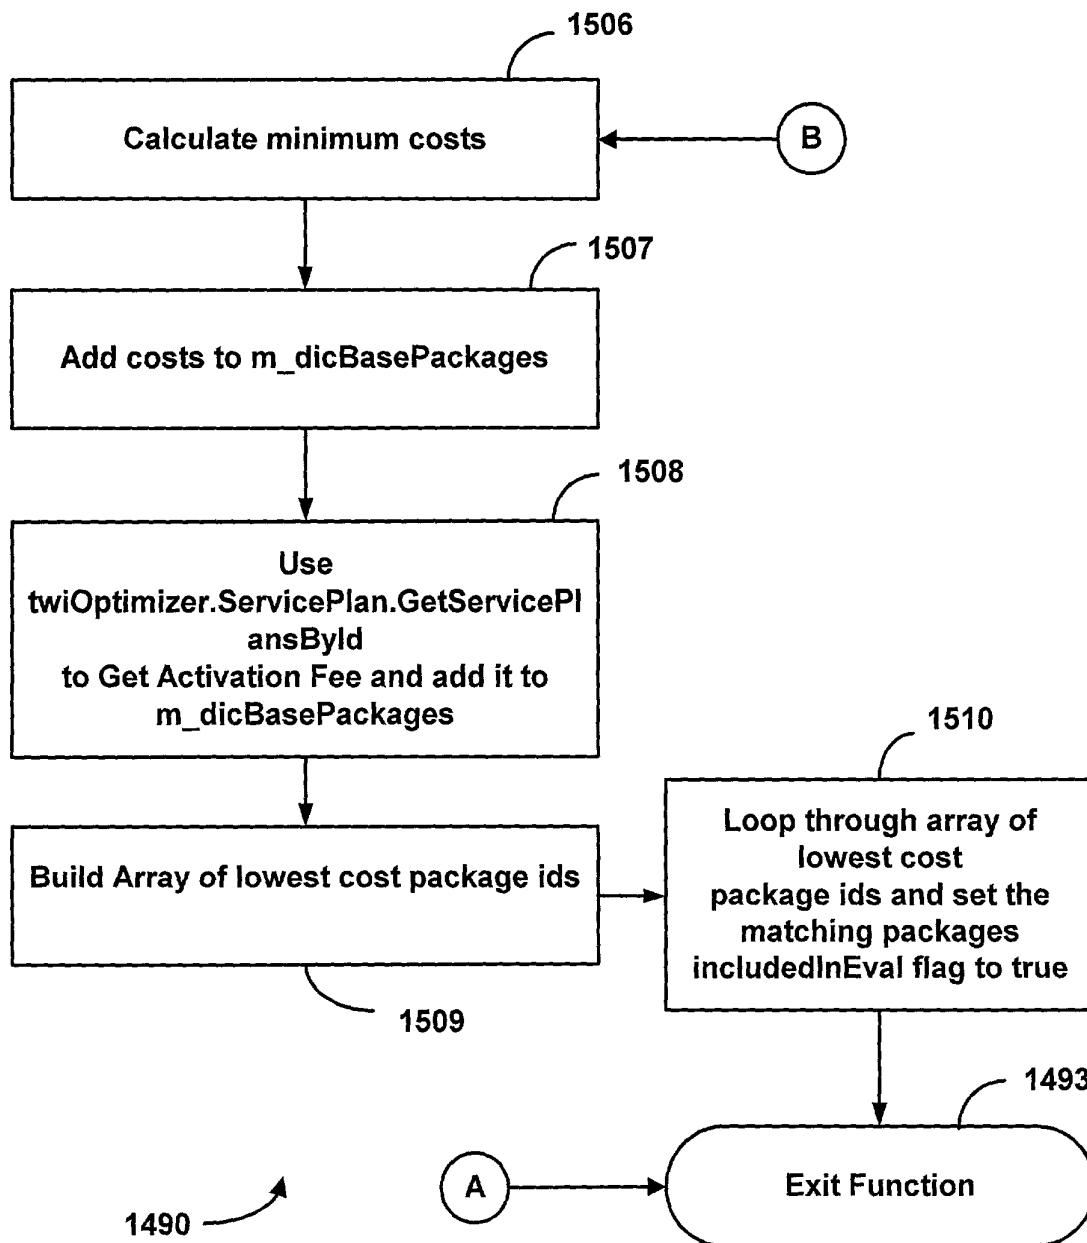 1506
Calculate minimum costs
B
1507
Add costs to m_dicBasePackages
1508
Use
twiOptimizer.ServicePlan.GetServicePl
ansById
to Get Activation Fee and add it to
m_dicBasePackages
1510
Build Array of lowest cost package ids
Loop through array of
lowest cost
package ids and set the
matching packages
includedInEval flag to true
1509
1493
A
Exit Function
1490